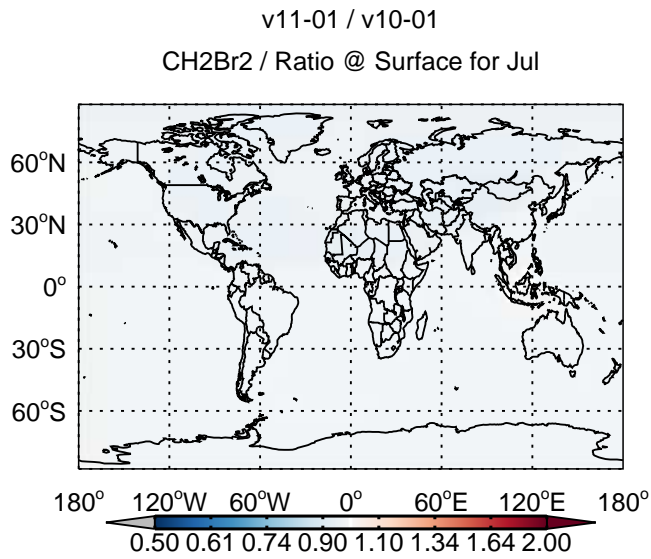 v11-01 / v10-01
CH2Br2 / Ratio @ Surface for Jul
60°N
30°N
0°
30°S
60°S
180° 120°W 60°W 0° 60°E 120°E 180°
0.50 0.61 0.74 0.90 1.10 1.34 1.64 2.00